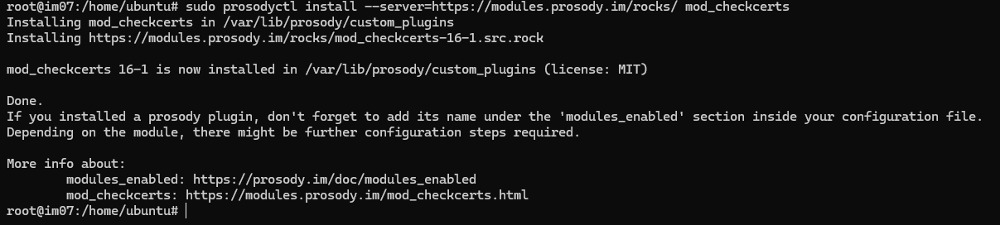 root@im07:/home/ubuntu# sudo prosodyctl install --server=https://modules.prosody.im/rocks/ mod_checkcerts
Installing mod_checkcerts in /var/lib/prosody/custom_plugins
Installing https://modules.prosody.im/rocks/mod_checkcerts-16-1.src.rock

mod_checkcerts 16-1 is now installed in /var/lib/prosody/custom_plugins (license: MIT)

Done.
If you installed a prosody plugin, don't forget to add its name under the 'modules_enabled' section inside your configuration file.
Depending on the module, there might be further configuration steps required.

More info about:
        modules_enabled: https://prosody.im/doc/modules_enabled
        mod_checkcerts: https://modules.prosody.im/mod_checkcerts.html
root@im07:/home/ubuntu#